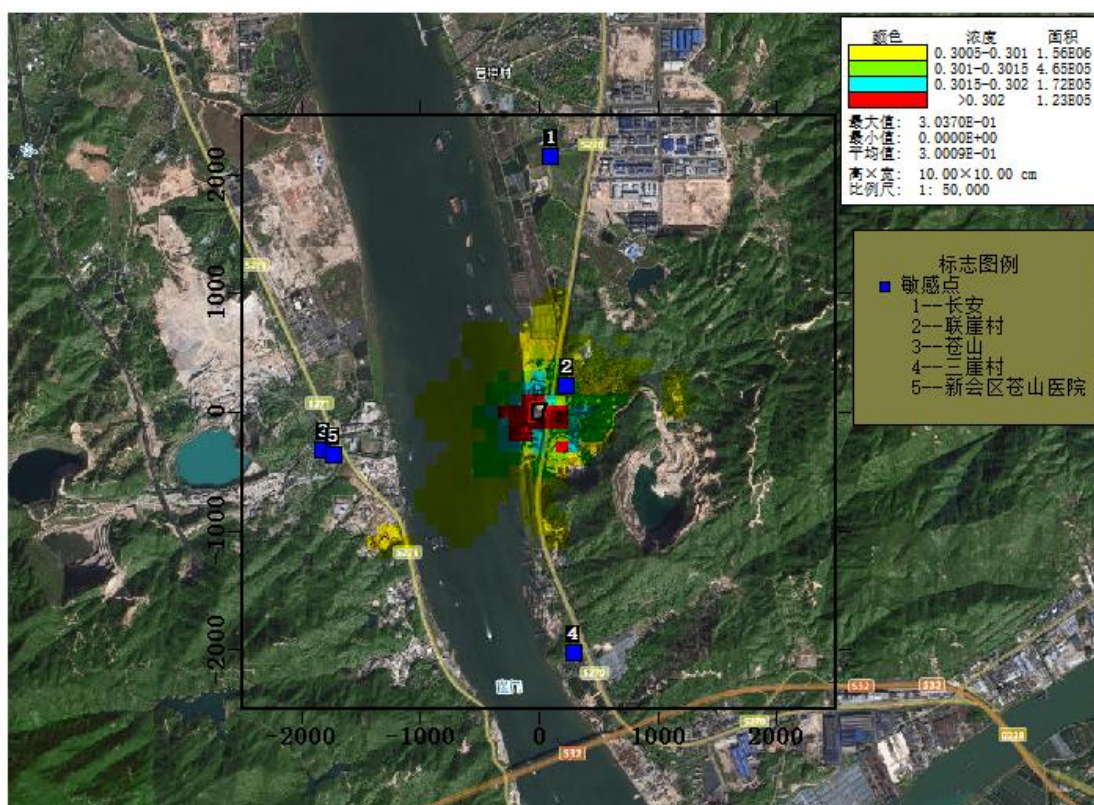 颜色 浓度 面积
0.3005-0.301 1.56E06
0.301-0.3015 4.65E05
0.3015-0.302 1.72E05
>0.302 1.23E05
最大值: 3.0370E-01
最小值: 0.0000E+00
平均值: 3.0009E-01
高×宽: 10.00×10.00 cm
比例尺: 1: 50,000
标志图例
敏感点
1--长安
2--联崖村
3--苍山
4--三崖村
5--新会区苍山医院
S270
1
2000
S271
1000
2
S271
0
3 5
-1000
S271
4
-2000
S270
崖门
S32 S32
S270
G228
S32
-2000 -1000 0 1000 2000